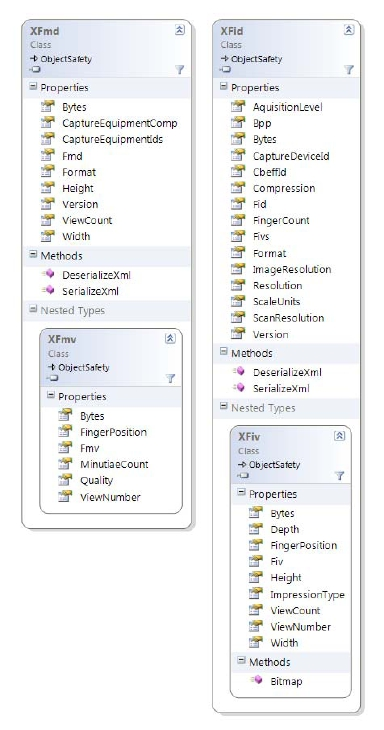 XFmd
Class
ObjectSafety
Properties
Bytes
CaptureEquipmentComp
CaptureEquipmentIds
Fmd
Format
Height
Version
ViewCount
Width
Methods
DeserializeXml
SerializeXml
Nested Types
XFmv
Class
ObjectSafety
Properties
Bytes
FingerPosition
Fmv
MinutiaeCount
Quality
ViewNumber
XFid
Class
ObjectSafety
Properties
AquisitionLevel
Bpp
Bytes
CaptureDeviceId
CbeffId
Compression
Fid
FingerCount
Fivs
Format
ImageResolution
Resolution
ScaleUnits
ScanResolution
Version
Methods
DeserializeXml
SerializeXml
Nested Types
XFiv
Class
ObjectSafety
Properties
Bytes
Depth
FingerPosition
Fiv
Height
ImpressionType
ViewCount
ViewNumber
Width
Methods
Bitmap